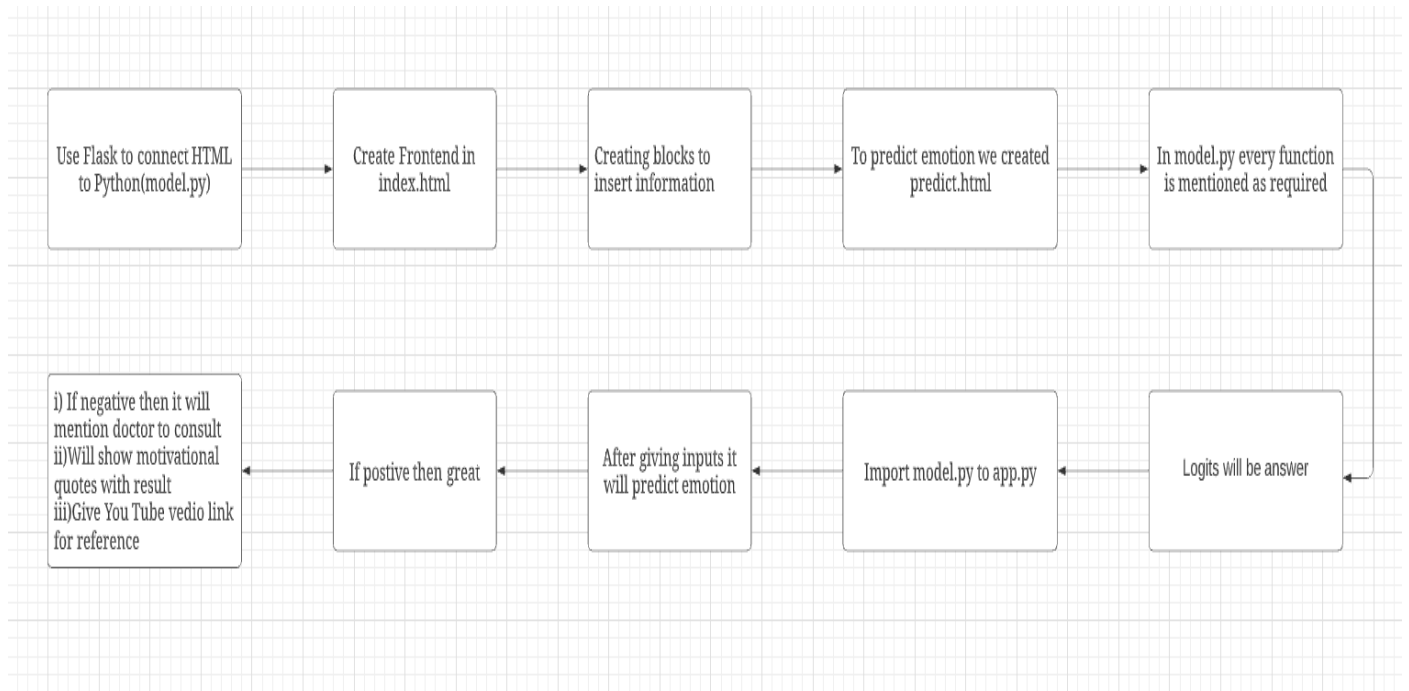 Use Flask to connect HTML
to Python(model.py)
Create Frontend in
index.html
Creating blocks to
insert information
To predict emotion we created
predict.html
In model.py every function
is mentioned as required
Logits will be answer
Import model.py to app.py
After giving inputs it
will predict emotion
If postive then great
i) If negative then it will
mention doctor to consult
ii)Will show motivational
quotes with result
iii)Give You Tube vedio link
for reference